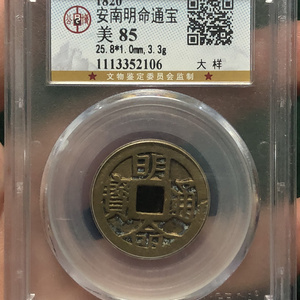 1820
安南明命通宝
美 85
25.8*1.0mm, 3.3g
1113352106 大样
★文物鉴定委员会监制★
明命通寶